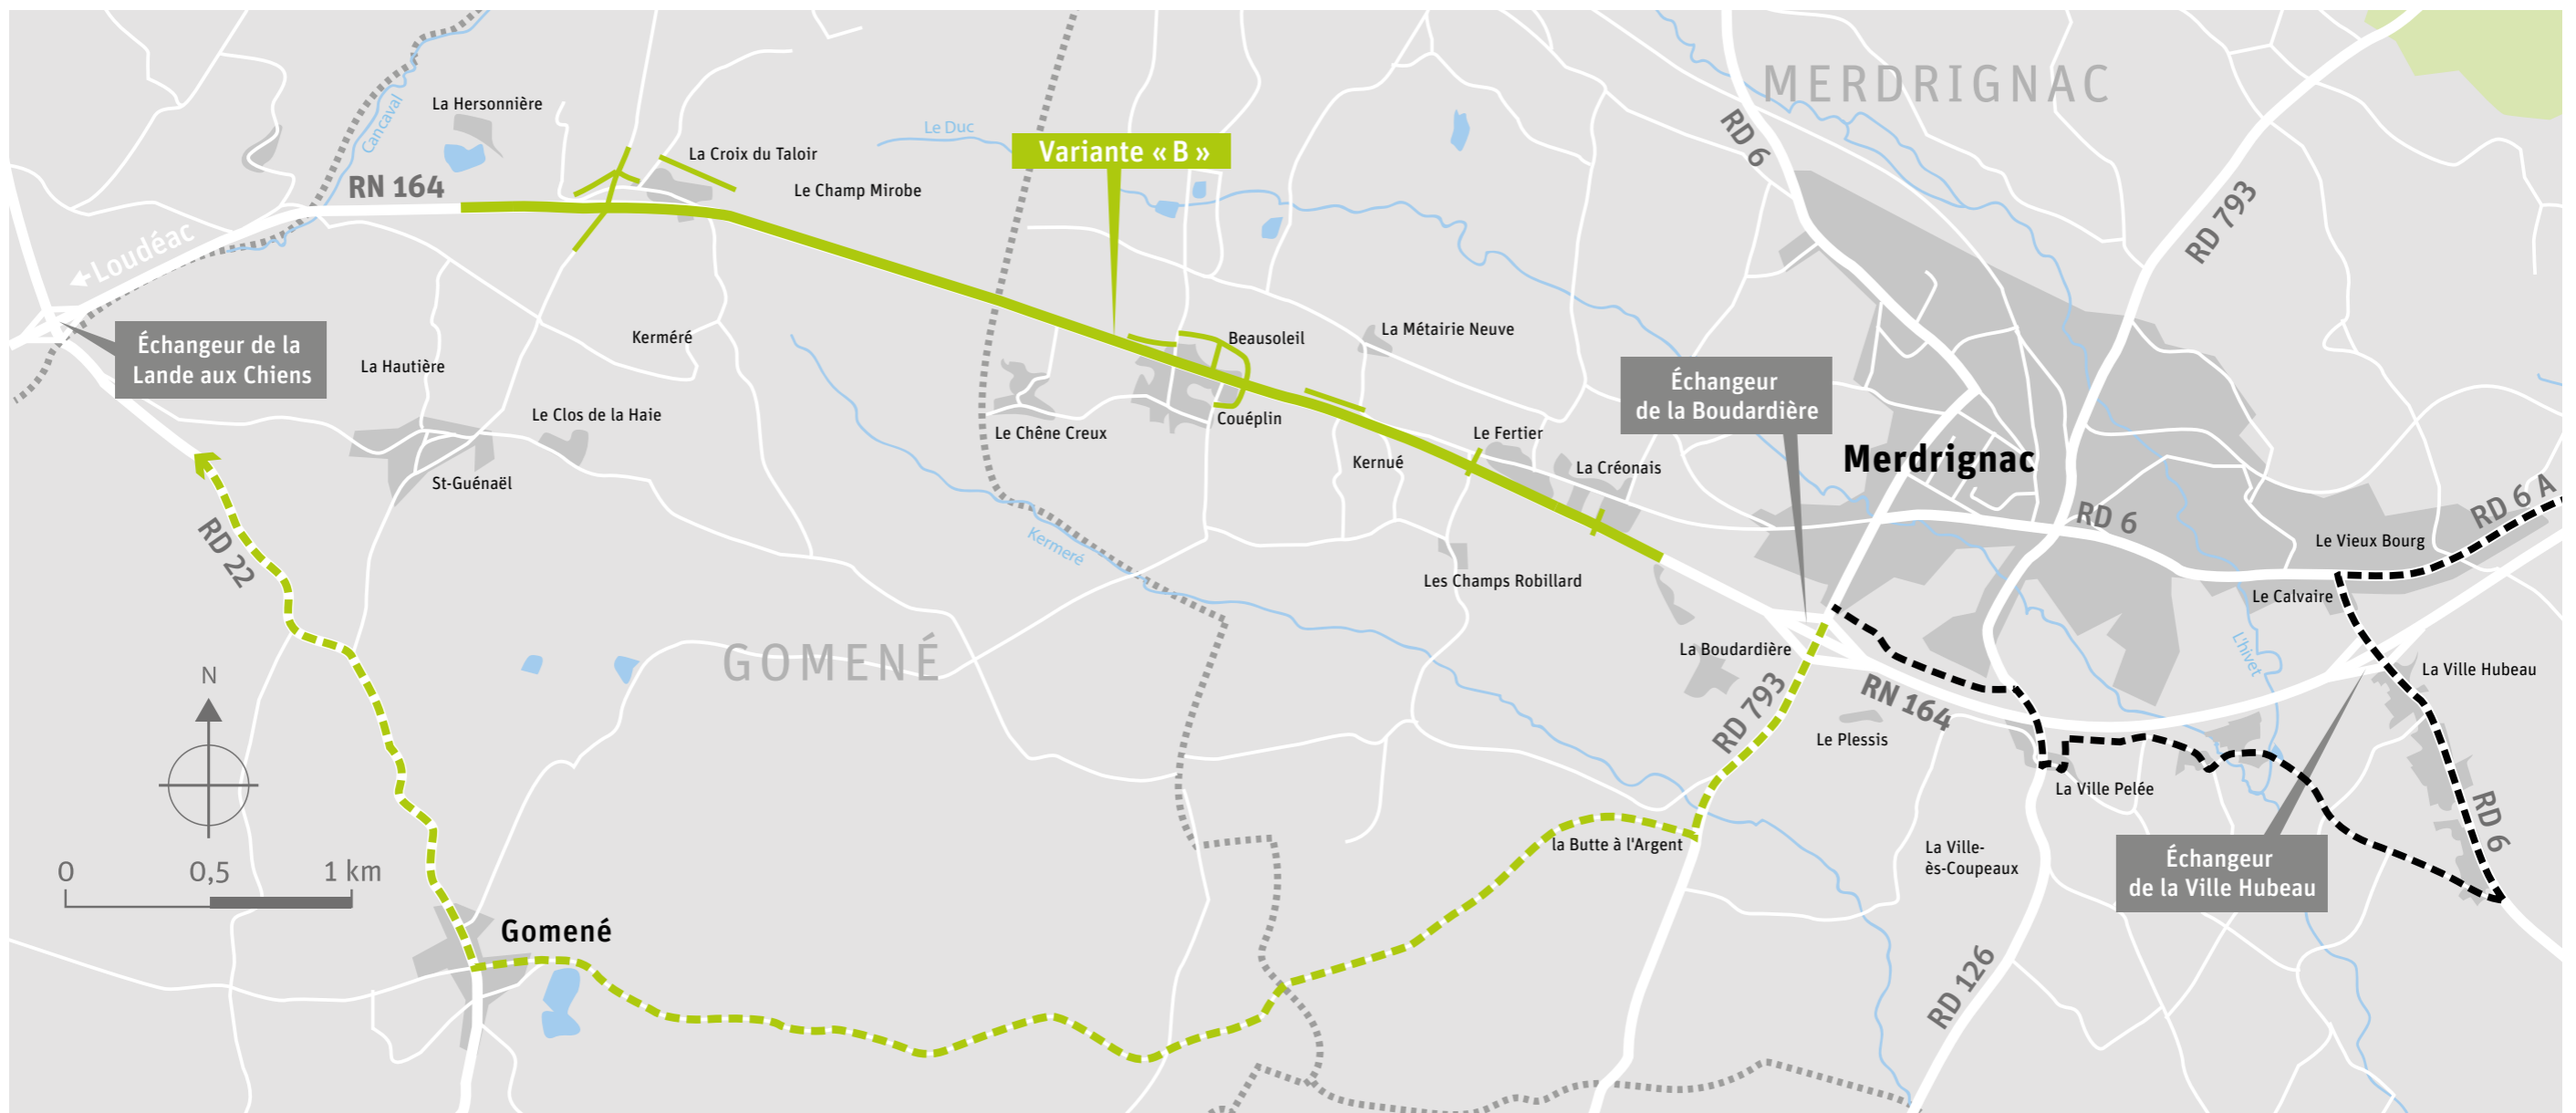 MERDRIGNAC
La Hersonnière
Cancaval
Le Duc
RD 6
Variante « B »
La Croix du Taloir
RN 164
Le Champ Mirobe
RD 793
←Loudéac
Échangeur de la
Lande aux Chiens
Kerméré
La Hautière
Beausoleil
La Métairie Neuve
Échangeur
de la Boudardière
Le Clos de la Haie
Couéplin
Le Chêne Creux
Le Fertier
Kernué
La Créonais
Merdrignac
St-Guénaël
RD 6 A
RD 6
RD 22
Kermeré
Le Vieux Bourg
Les Champs Robillard
Le Calvaire
GOMENÉ
La Boudardière
L'hivet
La Ville Hubeau
N
RD 793
RN 164
Le Plessis
La Ville Pelée
RD 6
la Butte à l'Argent
La Ville-
ès-Coupeaux
Échangeur
de la Ville Hubeau
0 0,5 1 km
Gomené
RD 126